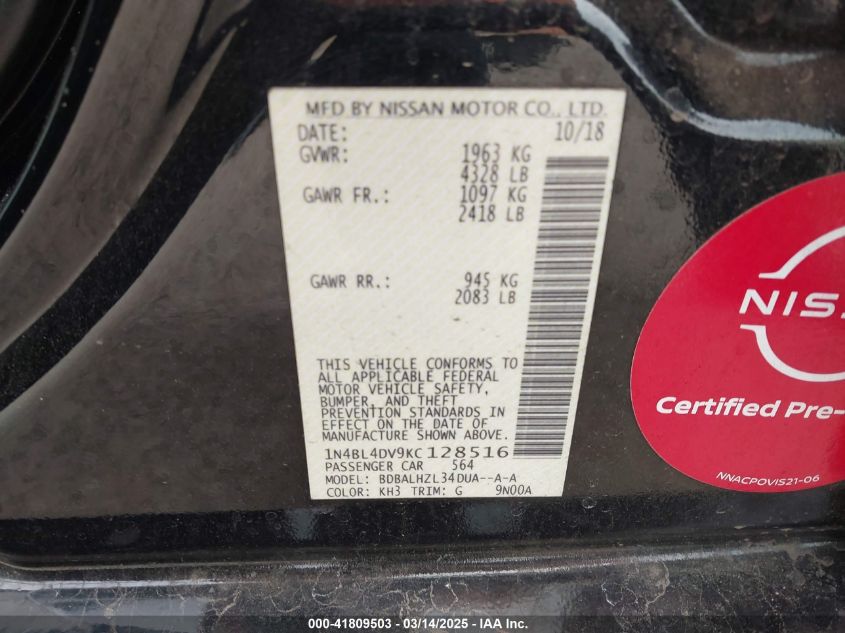 MFD BY NISSAN MOTOR CO., LTD.
DATE: 10/18
GVWR: 1963 KG
4328 LB
GAWR FR.: 1097 KG
2418 LB
GAWR RR.: 945 KG
2083 LB
THIS VEHICLE CONFORMS TO
ALL APPLICABLE FEDERAL
MOTOR VEHICLE SAFETY,
BUMPER, AND THEFT
PREVENTION STANDARDS IN
EFFECT ON THE DATE OF
MANUFACTURE SHOWN ABOVE.
1N4BL4DV9KC128516
PASSENGER CAR 564
MODEL: BDBALHZL34DUA--A-A
COLOR: KH3 TRIM: G 9N00A
NIS
Certified Pre-
NNACPOVIS21-06
000-41809503 - 03/14/2025 - IAA Inc.